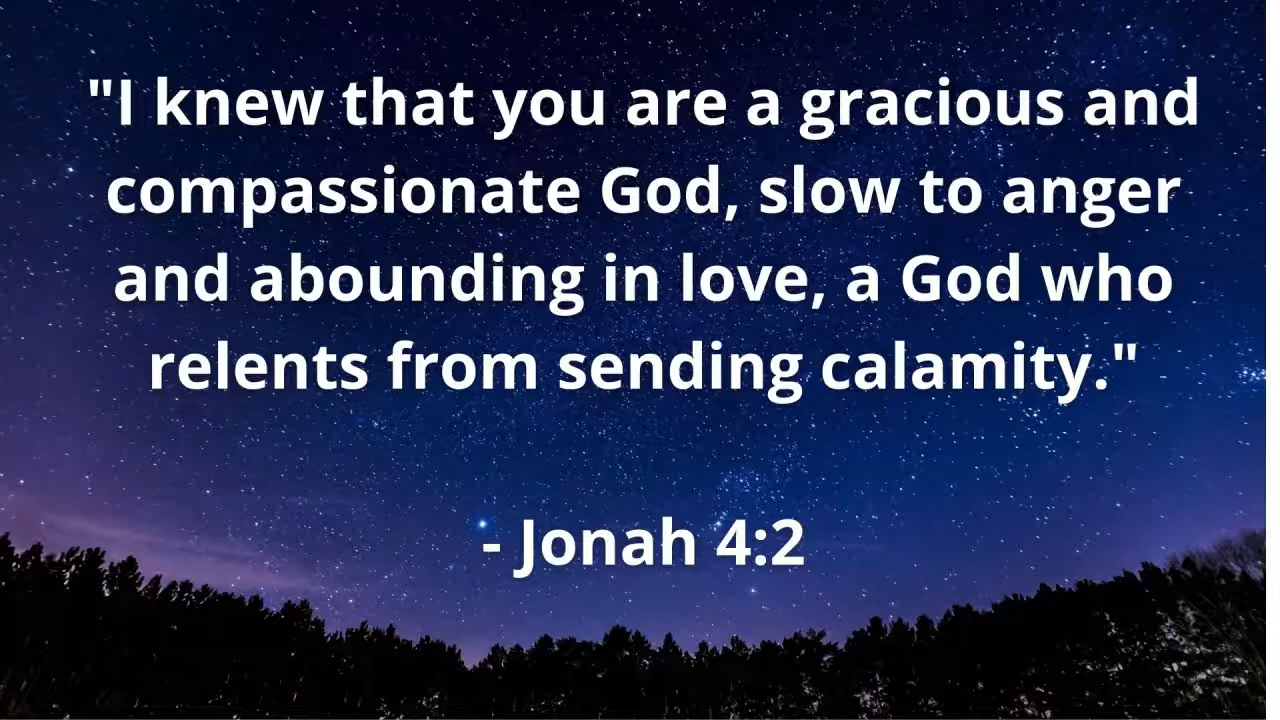 "I knew that you are a gracious and
compassionate God, slow to anger
and abounding in love, a God who
relents from sending calamity."
- Jonah 4:2